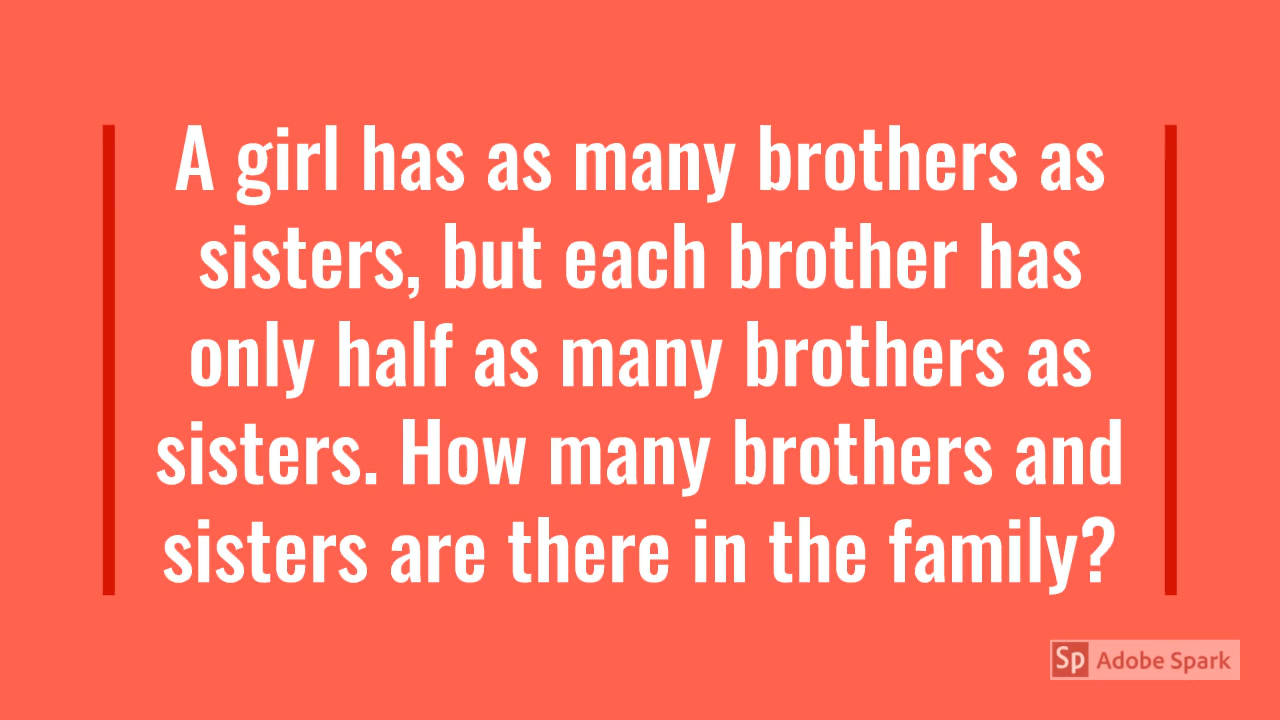 A girl has as many brothers as
sisters, but each brother has
only half as many brothers as
sisters. How many brothers and
sisters are there in the family?
Sp Adobe Spark